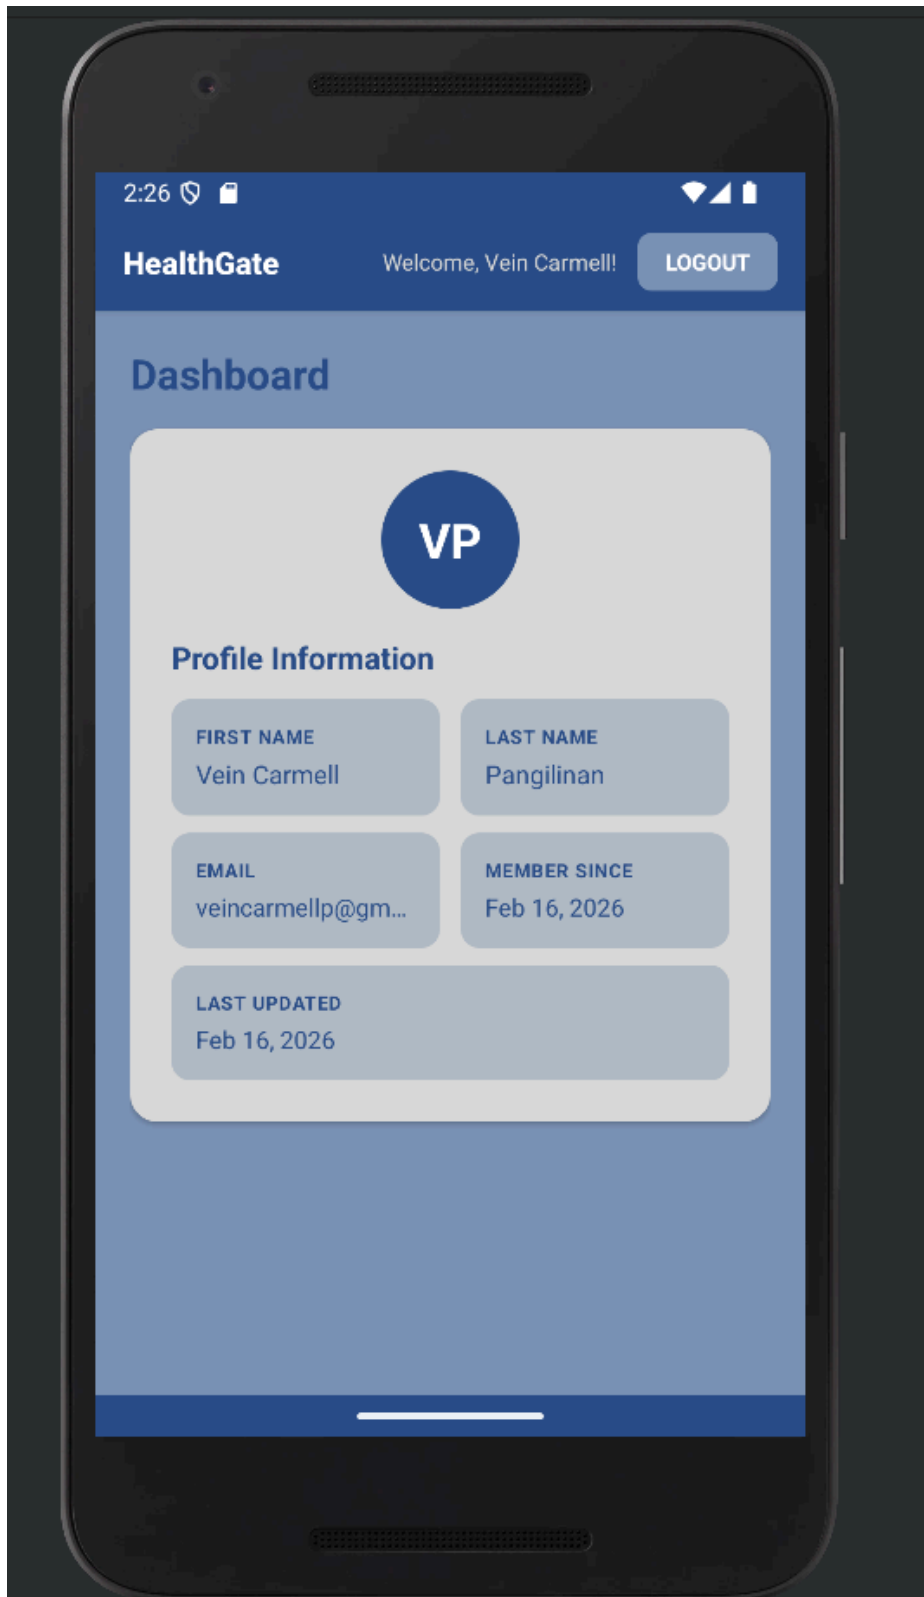 2:26
HealthGate Welcome, Vein Carmell! LOGOUT
Dashboard
VP
Profile Information
FIRST NAME
Vein Carmell
LAST NAME
Pangilinan
EMAIL
veincarmellp@gm...
MEMBER SINCE
Feb 16, 2026
LAST UPDATED
Feb 16, 2026